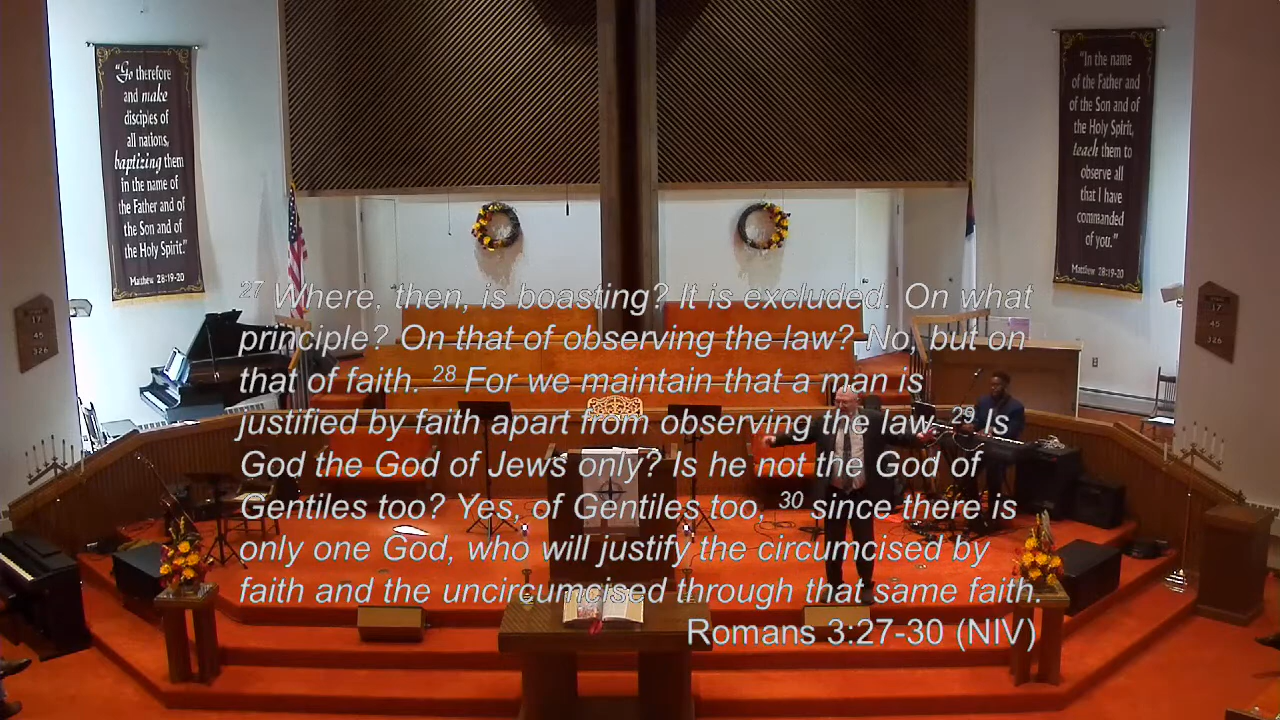 "Go therefore
and make
disciples of
all nations,
baptizing them
in the name of
the Father and of
the Son and of
the Holy Spirit."
Matthew 28:19-20
"In the name
of the Father and
of the Son and of
the Holy Spirit,
teach them to
observe all
that I have
commanded
of you."
Matthew 28:19-20
17
45
326
17
45
326
27 Where, then, is boasting? It is excluded. On what
principle? On that of observing the law? No, but on
that of faith. 28 For we maintain that a man is
justified by faith apart from observing the law. 29 Is
God the God of Jews only? Is he not the God of
Gentiles too? Yes, of Gentiles too, 30 since there is
only one God, who will justify the circumcised by
faith and the uncircumcised through that same faith.
Romans 3:27-30 (NIV)